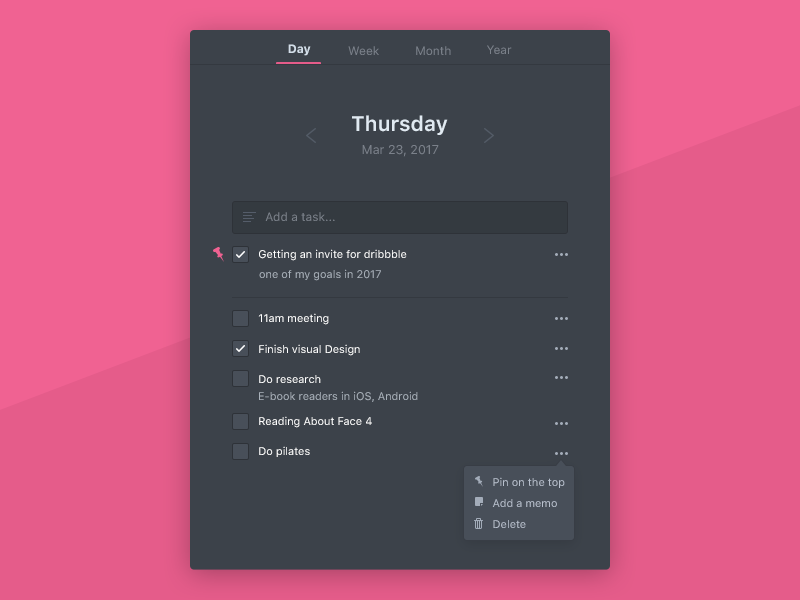 Day
Week
Month
Year
Thursday
Mar 23, 2017
Add a task...
Getting an invite for dribbble
one of my goals in 2017
11am meeting
Finish visual Design
Do research
E-book readers in iOS, Android
Reading About Face 4
Do pilates
Pin on the top
Add a memo
Delete